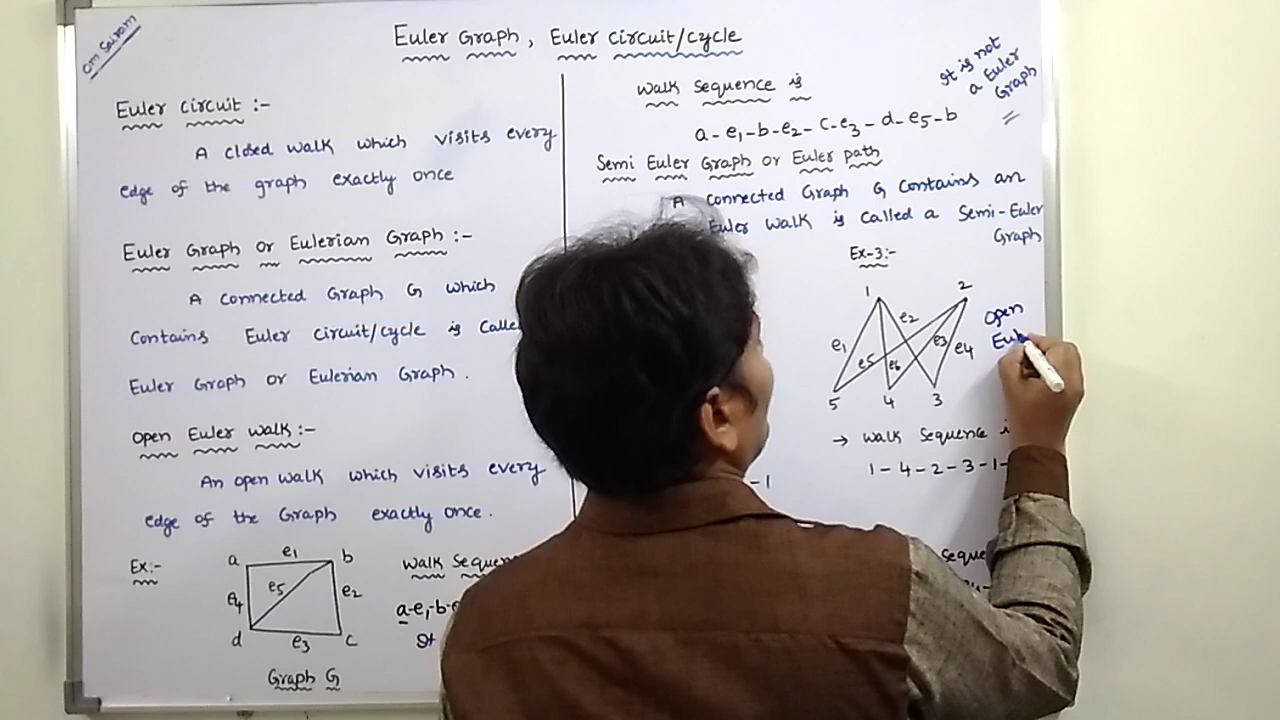 Om Sairam
Euler Graph, Euler circuit/cycle
Euler circuit :-
A closed walk which visits every
edge of the graph exactly once
Euler Graph or Eulerian Graph :-
A connected Graph G which
Contains Euler circuit/cycle is Calle
Euler Graph or Eulerian Graph.
Open Euler walk :-
An open walk which visits every
edge of the Graph exactly once.
Ex:-
a e1 b
e5
e4 e2
d e3 c
Graph G
walk Sequen
a-e1-b-e
It
walk sequence is
a-e1-b-e2-c-e3-d-e5-b
It is not
a Euler
Graph
Semi Euler Graph or Euler path
A connected Graph G contains an
Euler walk is called a Semi-Euler
Graph
Ex-3:-
1 2
e2
e1 e5 e6 e3 e4
5 4 3
Open
Eul
-1
→ walk sequence i
1-4-2-3-1-
seque